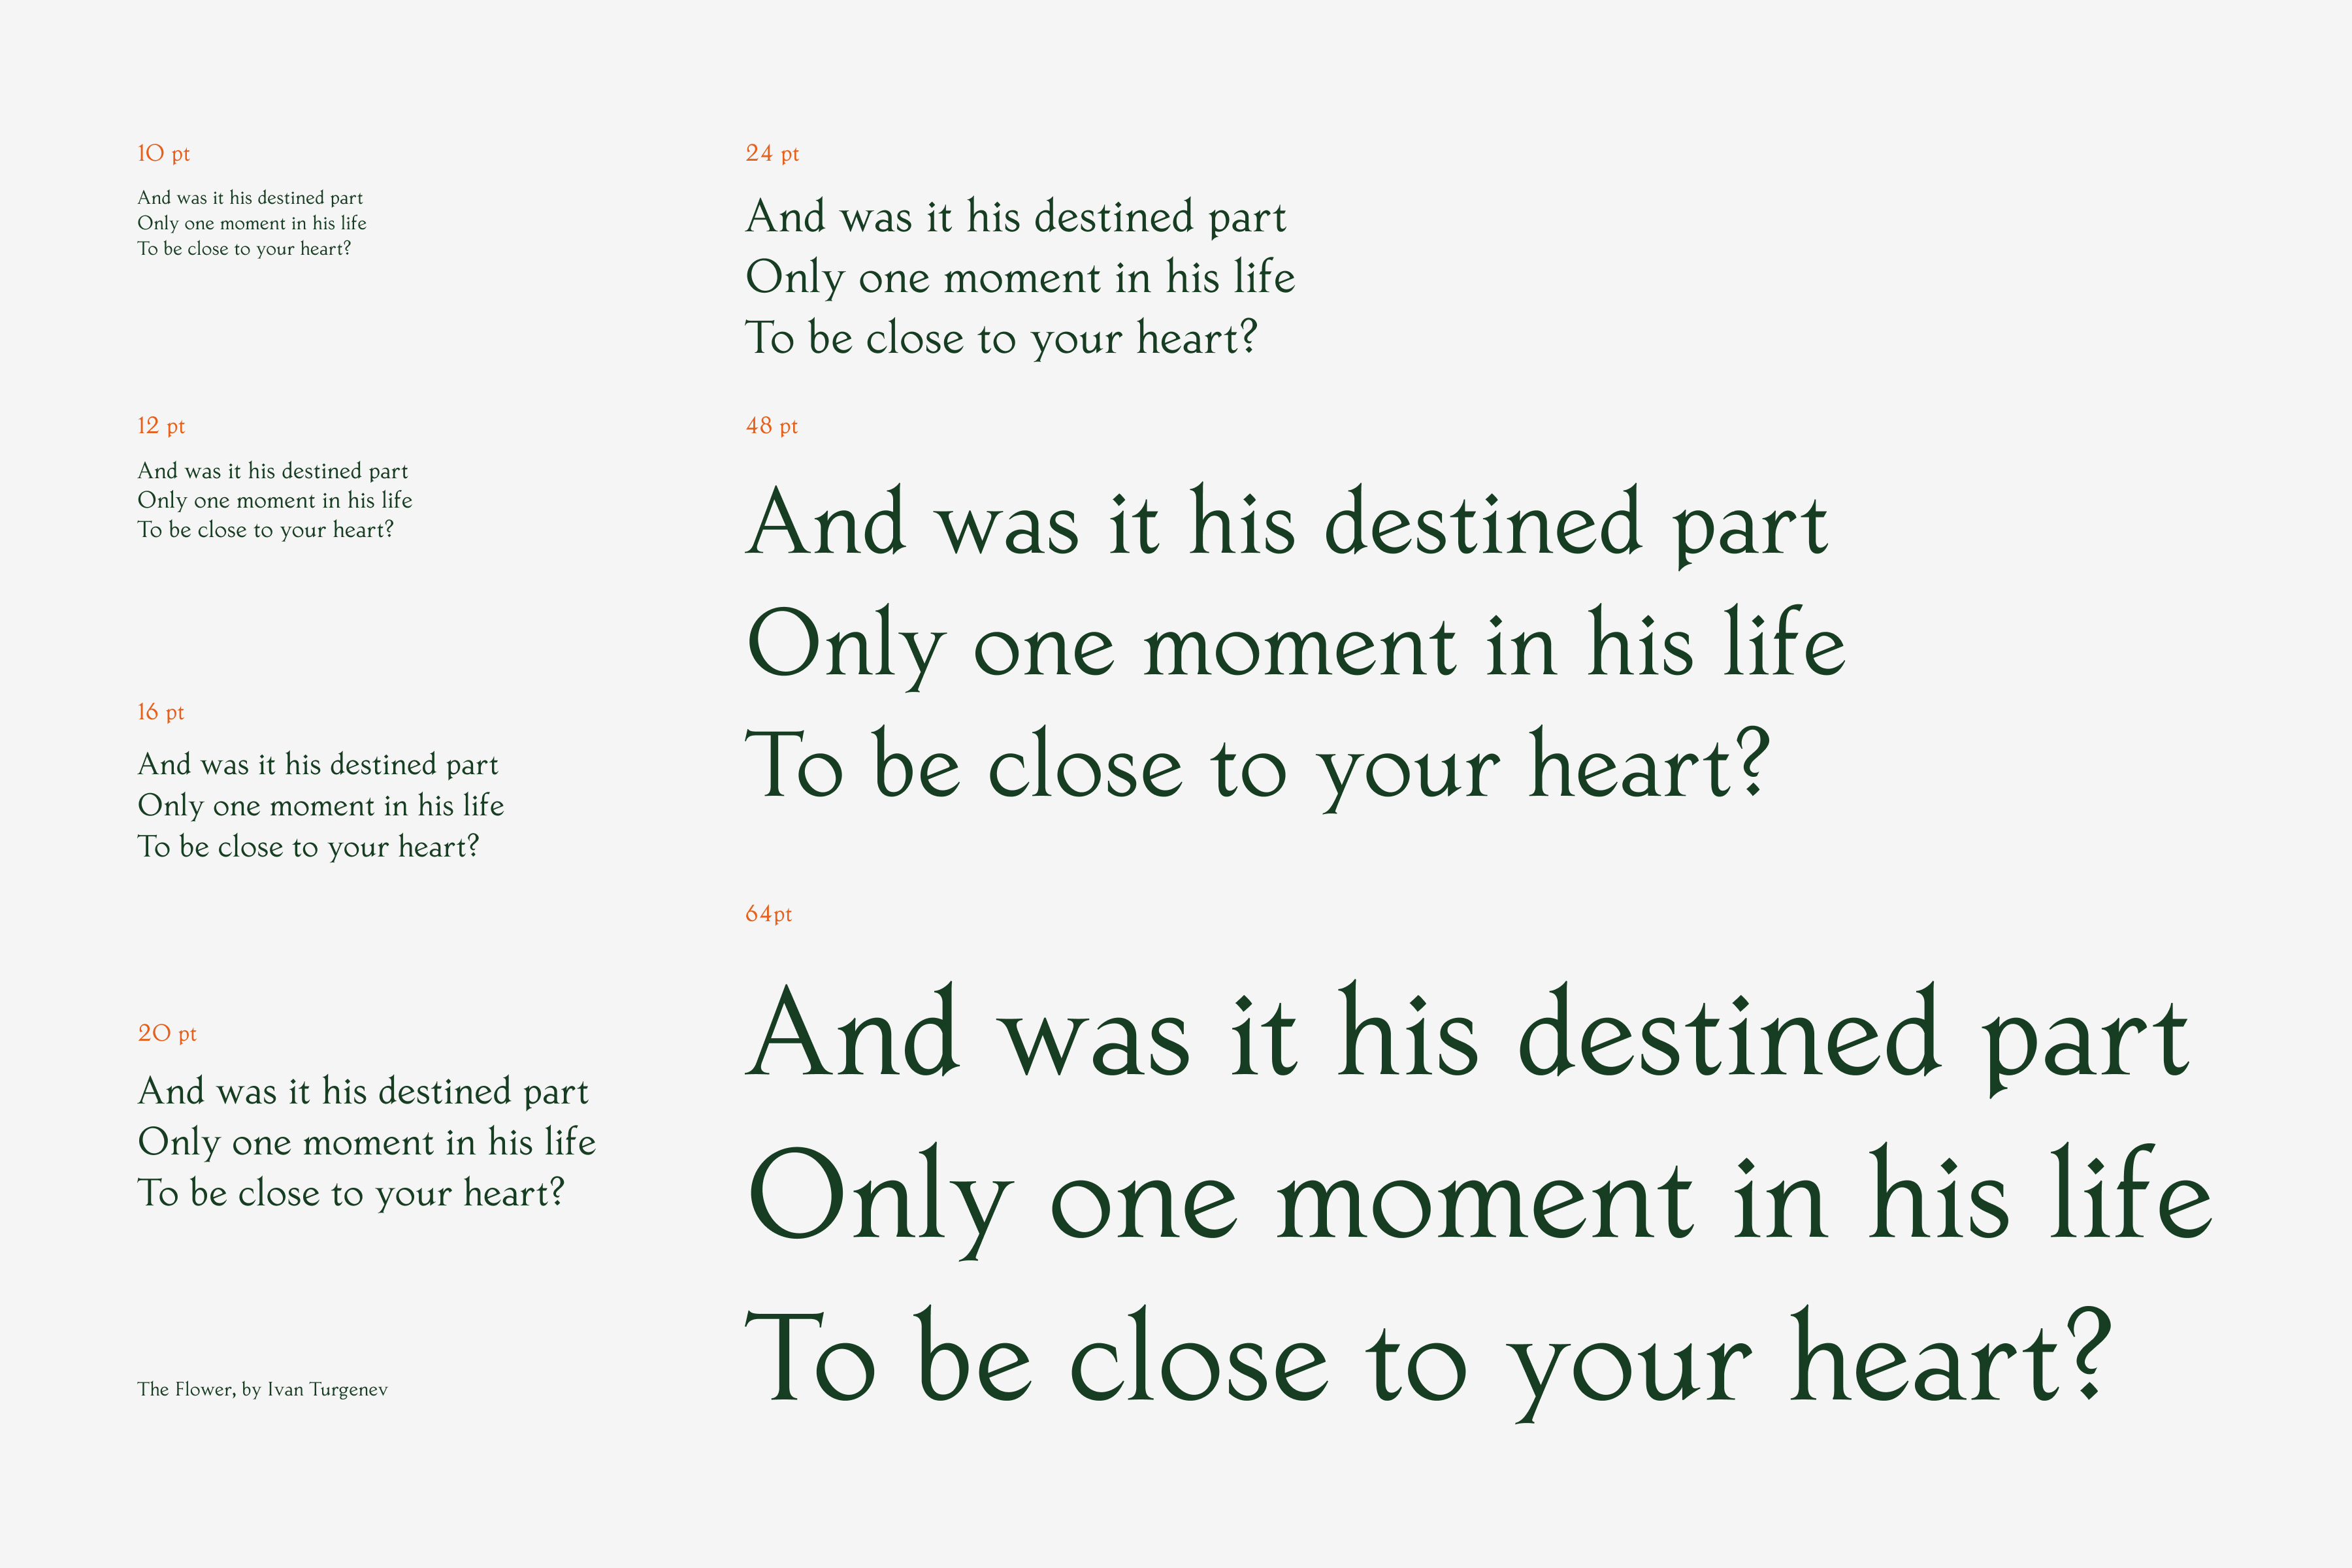 10 pt
And was it his destined part
Only one moment in his life
To be close to your heart?
12 pt
And was it his destined part
Only one moment in his life
To be close to your heart?
16 pt
And was it his destined part
Only one moment in his life
To be close to your heart?
20 pt
And was it his destined part
Only one moment in his life
To be close to your heart?
The Flower, by Ivan Turgenev
24 pt
And was it his destined part
Only one moment in his life
To be close to your heart?
48 pt
And was it his destined part
Only one moment in his life
To be close to your heart?
64pt
And was it his destined part
Only one moment in his life
To be close to your heart?